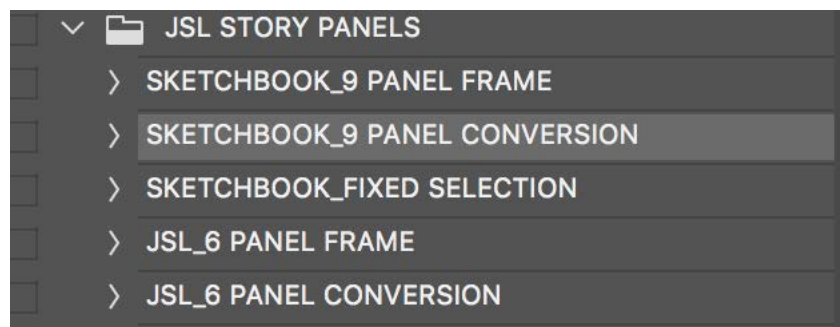 JSL STORY PANELS
SKETCHBOOK_9 PANEL FRAME
SKETCHBOOK_9 PANEL CONVERSION
SKETCHBOOK_FIXED SELECTION
JSL_6 PANEL FRAME
JSL_6 PANEL CONVERSION